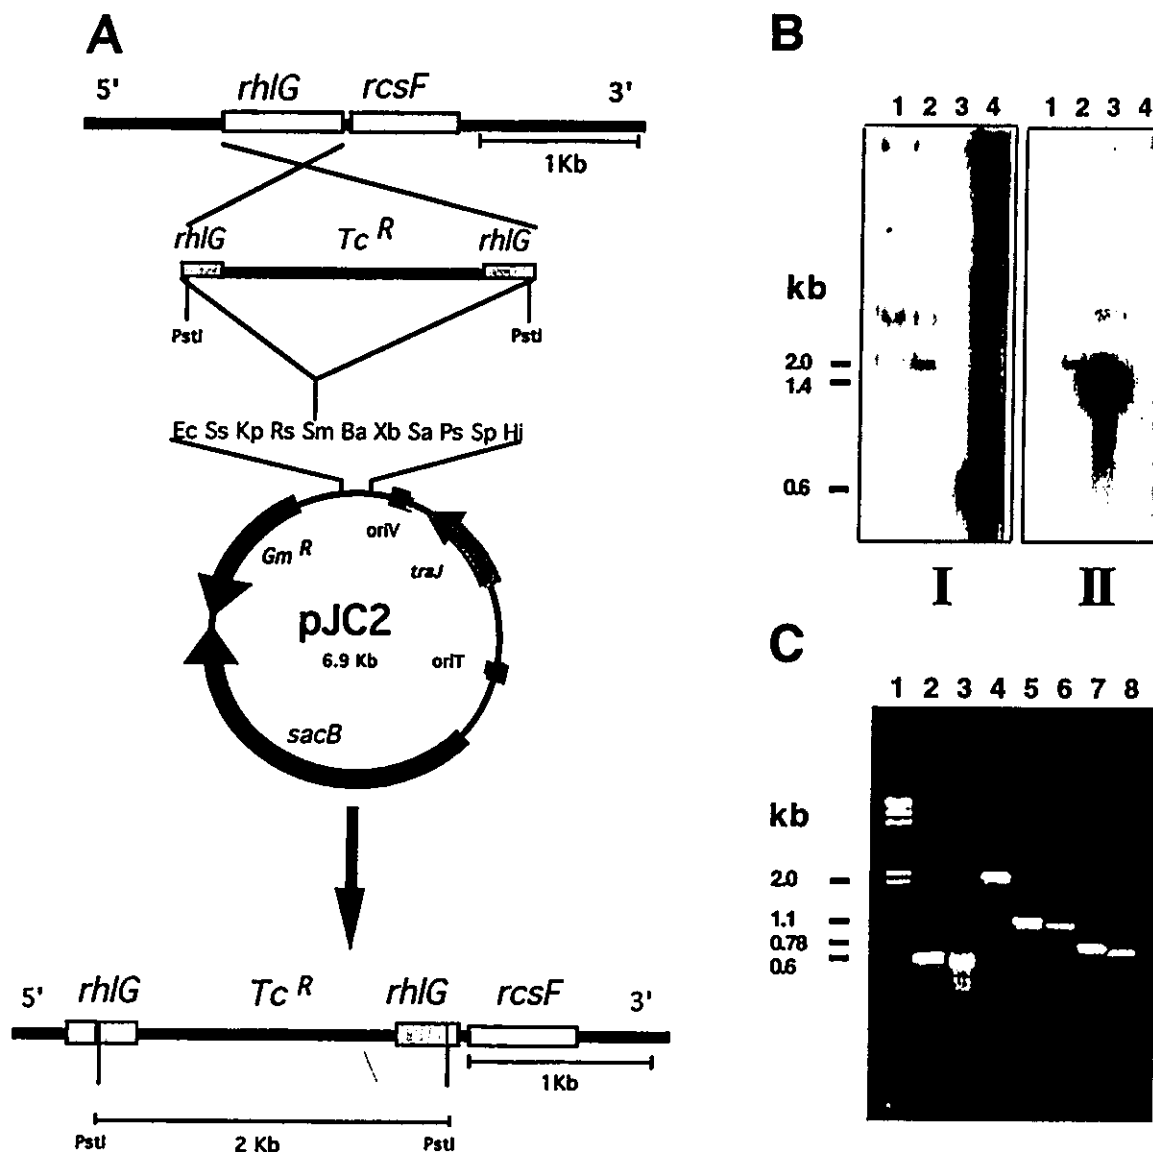 A
5' rhlG rcsF 3'
1Kb
rhlG Tc R rhlG
PstI PstI
Ec Ss Kp Rs Sm Ba Xb Sa Ps Sp Hi
oriV
Gm R
traJ
pJC2
6.9 Kb
oriT
sacB
5' rhlG Tc R rhlG rcsF 3'
1Kb
PstI 2 Kb PstI
B
1 2 3 4 1 2 3 4
kb
2.0
1.4
0.6
I II
C
1 2 3 4 5 6 7 8
kb
2.0
1.1
0.78
0.6